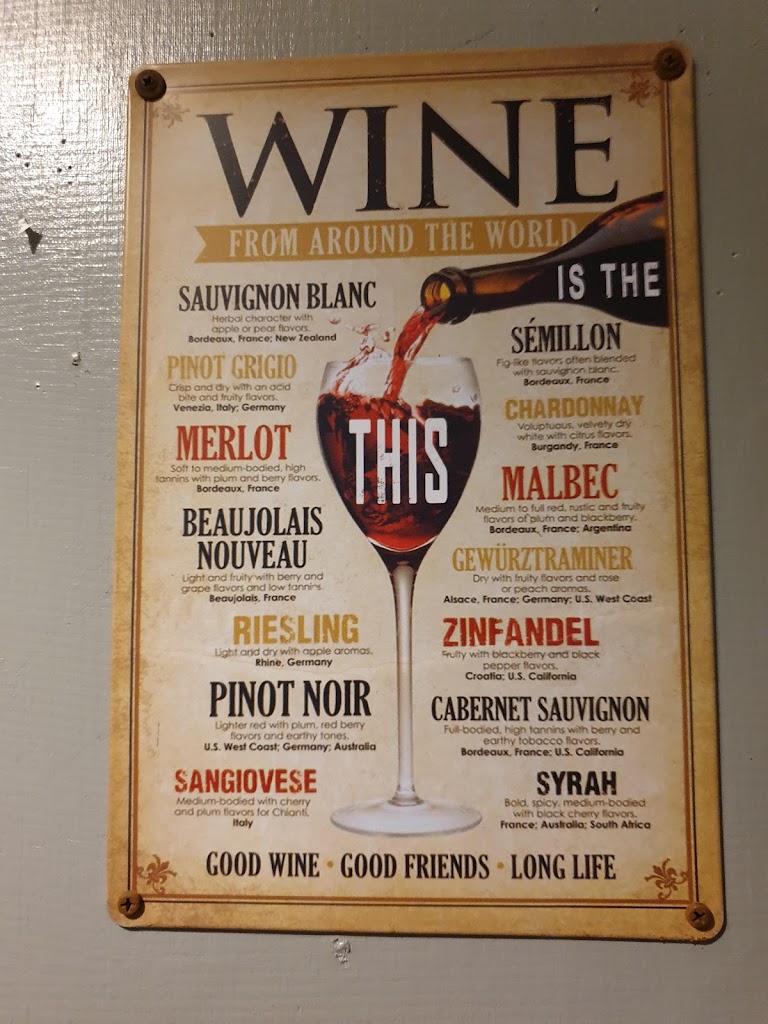 WINE
FROM AROUND THE WORLD
IS THE
THIS
SAUVIGNON BLANC
Herbal character with
apple or pear flavors.
Bordeaux, France; New Zealand
PINOT GRIGIO
Crisp and dry with an acid
bite and fruity flavors.
Venezia, Italy; Germany
MERLOT
Soft to medium-bodied, high
tannins with plum and berry flavors.
Bordeaux, France
BEAUJOLAIS
NOUVEAU
Light and fruity with berry and
grape flavors and low tannins.
Beaujolais, France
RIESLING
Light and dry with apple aromas.
Rhine, Germany
PINOT NOIR
Lighter red with plum, red berry
flavors and earthy tones.
U.S. West Coast; Germany; Australia
SANGIOVESE
Medium-bodied with cherry
and plum flavors for Chianti.
Italy
SÉMILLON
Fig-like flavors often blended
with sauvignon blanc.
Bordeaux, France
CHARDONNAY
Voluptuous, velvety dry
white with citrus flavors.
Burgandy, France
MALBEC
Medium to full red, rustic and fruity
flavors of plum and blackberry.
Bordeaux, France; Argentina
GEWÜRZTRAMINER
Dry with fruity flavors and rose
or peach aromas.
Alsace, France; Germany; U.S. West Coast
ZINFANDEL
Fruity with blackberry and black
pepper flavors.
Croatia; U.S. California
CABERNET SAUVIGNON
Full-bodied, high tannins with berry and
earthy tobacco flavors.
Bordeaux, France; U.S. California
SYRAH
Bold, spicy, medium-bodied
with black cherry flavors.
France; Australia; South Africa
GOOD WINE • GOOD FRIENDS • LONG LIFE